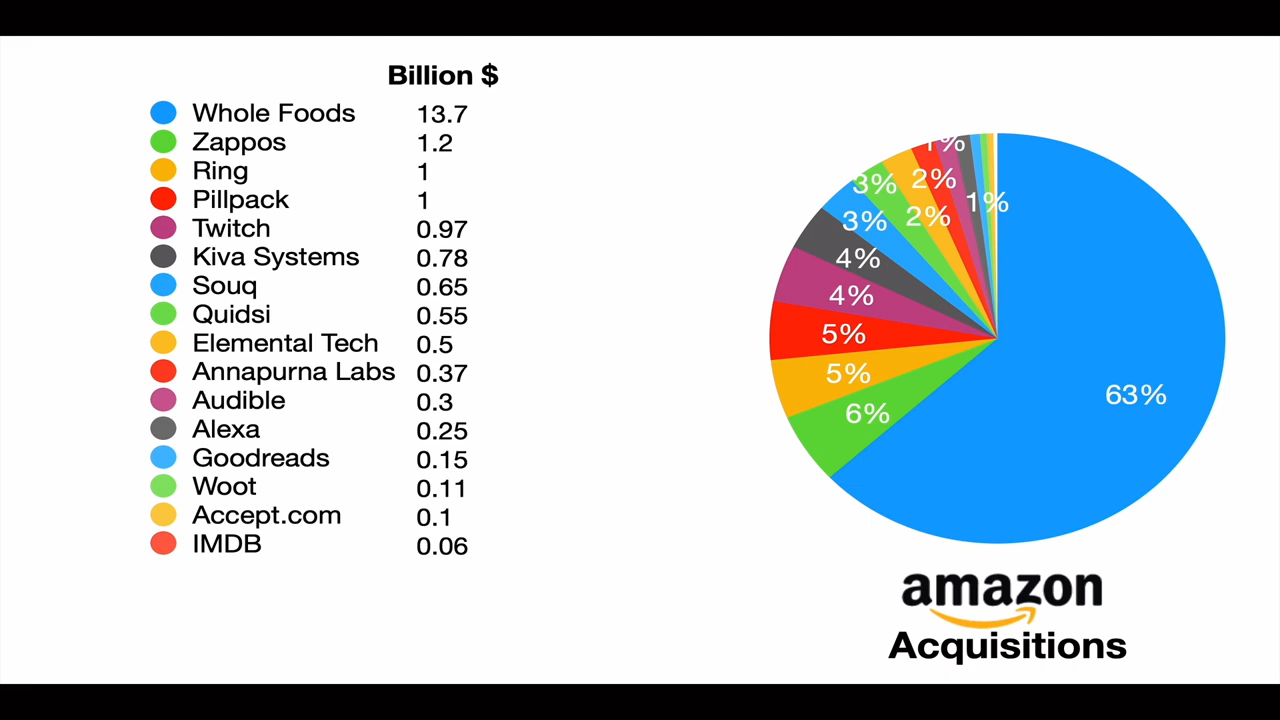 Billion $
Whole Foods 13.7
Zappos 1.2
Ring 1
Pillpack 1
Twitch 0.97
Kiva Systems 0.78
Souq 0.65
Quidsi 0.55
Elemental Tech 0.5
Annapurna Labs 0.37
Audible 0.3
Alexa 0.25
Goodreads 0.15
Woot 0.11
Accept.com 0.1
IMDB 0.06
1%
3%
2%
1%
3%
2%
4%
4%
5%
5%
6%
63%
amazon
Acquisitions